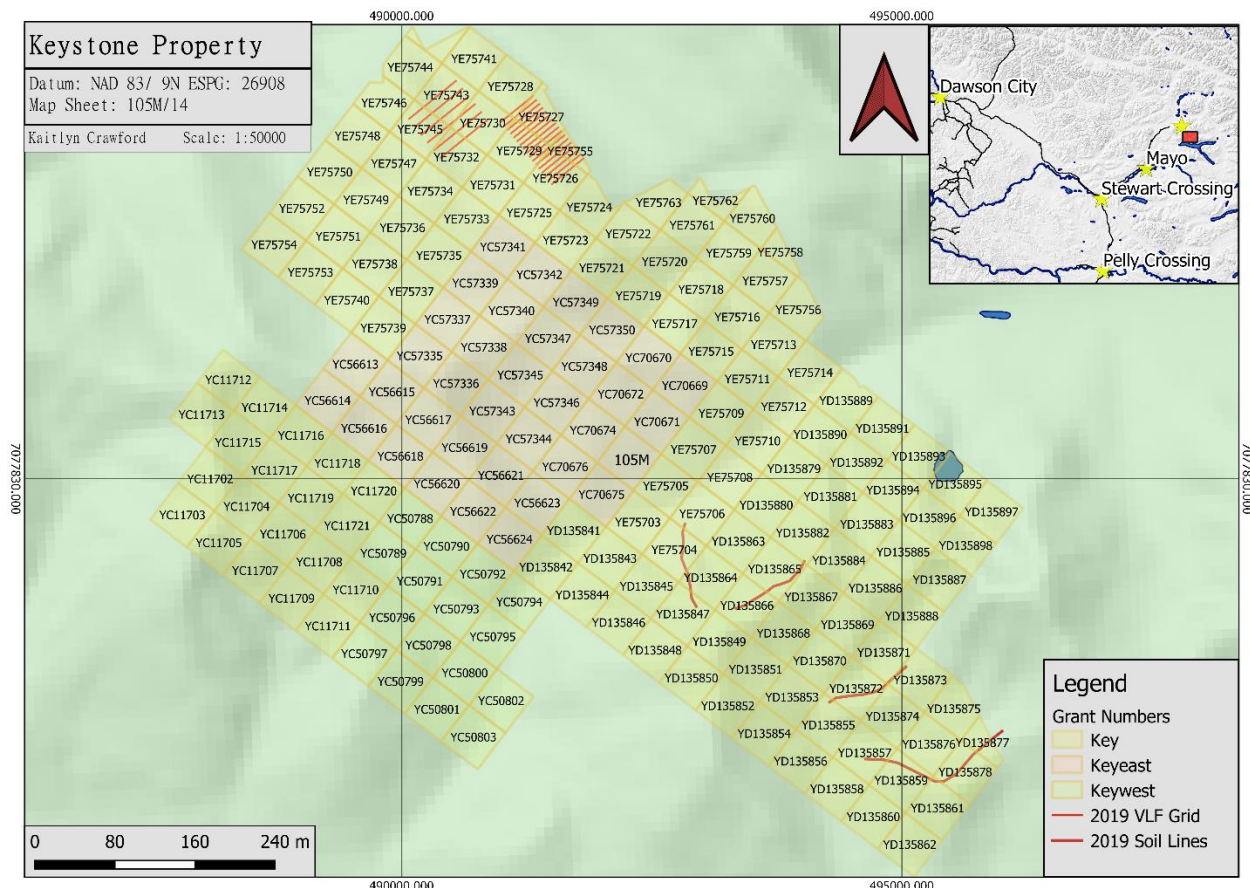 490000.000
495000.000
Keystone Property
Datum: NAD 83/ 9N ESPG: 26908
Map Sheet: 105M/14
Kaitlyn Crawford Scale: 1:50000
Dawson City
Mayo
Stewart Crossing
Pelly Crossing
YE75741
YE75744
YE75728
YE75743
YE75746
YE75727
YE75730
YE75745
YE75748
YE75729 YE75755
YE75732
YE75747
YE75750
YE75726
YE75731
YE75734
YE75749
YE75752
YE75724
YE75763 YE75762
YE75725
YE75733
YE75760
YE75761
YE75736
YE75722
YE75751
YE75723
YE75754
YC57341
YE75759 YE75758
YE75735
YE75720
YE75738
YE75721
YE75753
YC57342
YE75757
YC57339
YE75718
YE75737
YE75719
YE75740
YC57349
YC57340
YE75756
YE75716
YC57337
YE75717
YE75739
YC57350
YC57347
YE75713
YC57338
YE75715
YC57335
YC70670
YC56613
YC57348
YE75714
YC57345
YE75711
YC11712
YC57336
YC70669
YC56615
YC70672
YD135889
YC56614
YC57346
YE75712
YC11714
YC57343
YE75709
YC11713
YC56617
YC70671
YD135891
YC56616
YC70674
YD135890
YC11716
YC57344
YE75710
YC11715
YC56619
YE75707
YD135893
YC56618
105M
YD135892
YC11718
YC70676
YD135879
YC11717
YC56621
YE75708
YC11702
YC56620
YE75705
YD135895
YC11720
YC70675
YD135894
YC11719
YC56623
YD135881
YC11704
YC56622
YD135880
YC11703
YC50788
YE75706
YD135897
YC11721
YE75703
YD135896
YC11706
YD135841
YD135883
YC11705
YC56624
YD135882
YC50790
YD135863
YC50789
YE75704
YD135898
YC11708
YD135843
YD135885
YC11707
YD135842
YD135884
YC50792
YD135865
YC50791
YD135864
YD135887
YC11710
YD135845
YD135886
YC11709
YD135844
YD135867
YC50794
YD135866
YC50793
YD135847
YD135888
YC50796
YD135846
YD135869
YC11711
YD135868
YC50795
YD135849
YC50798
YD135848
YD135871
YC50797
YD135870
YC50800
YD135851
YC50799
YD135850
YD135873
YD135872
YC50802
YD135853
YC50801
YD135852
YD135875
YD135874
YD135855
YC50803
YD135854
YD135877
YD135876
YD135857
YD135856
YD135878
YD135859
YD135858
YD135861
YD135860
YD135862
7077830.000
7077830.000
Legend
Grant Numbers
Key
Keyeast
Keywest
2019 VLF Grid
2019 Soil Lines
0 80 160 240 m
490000.000
495000.000